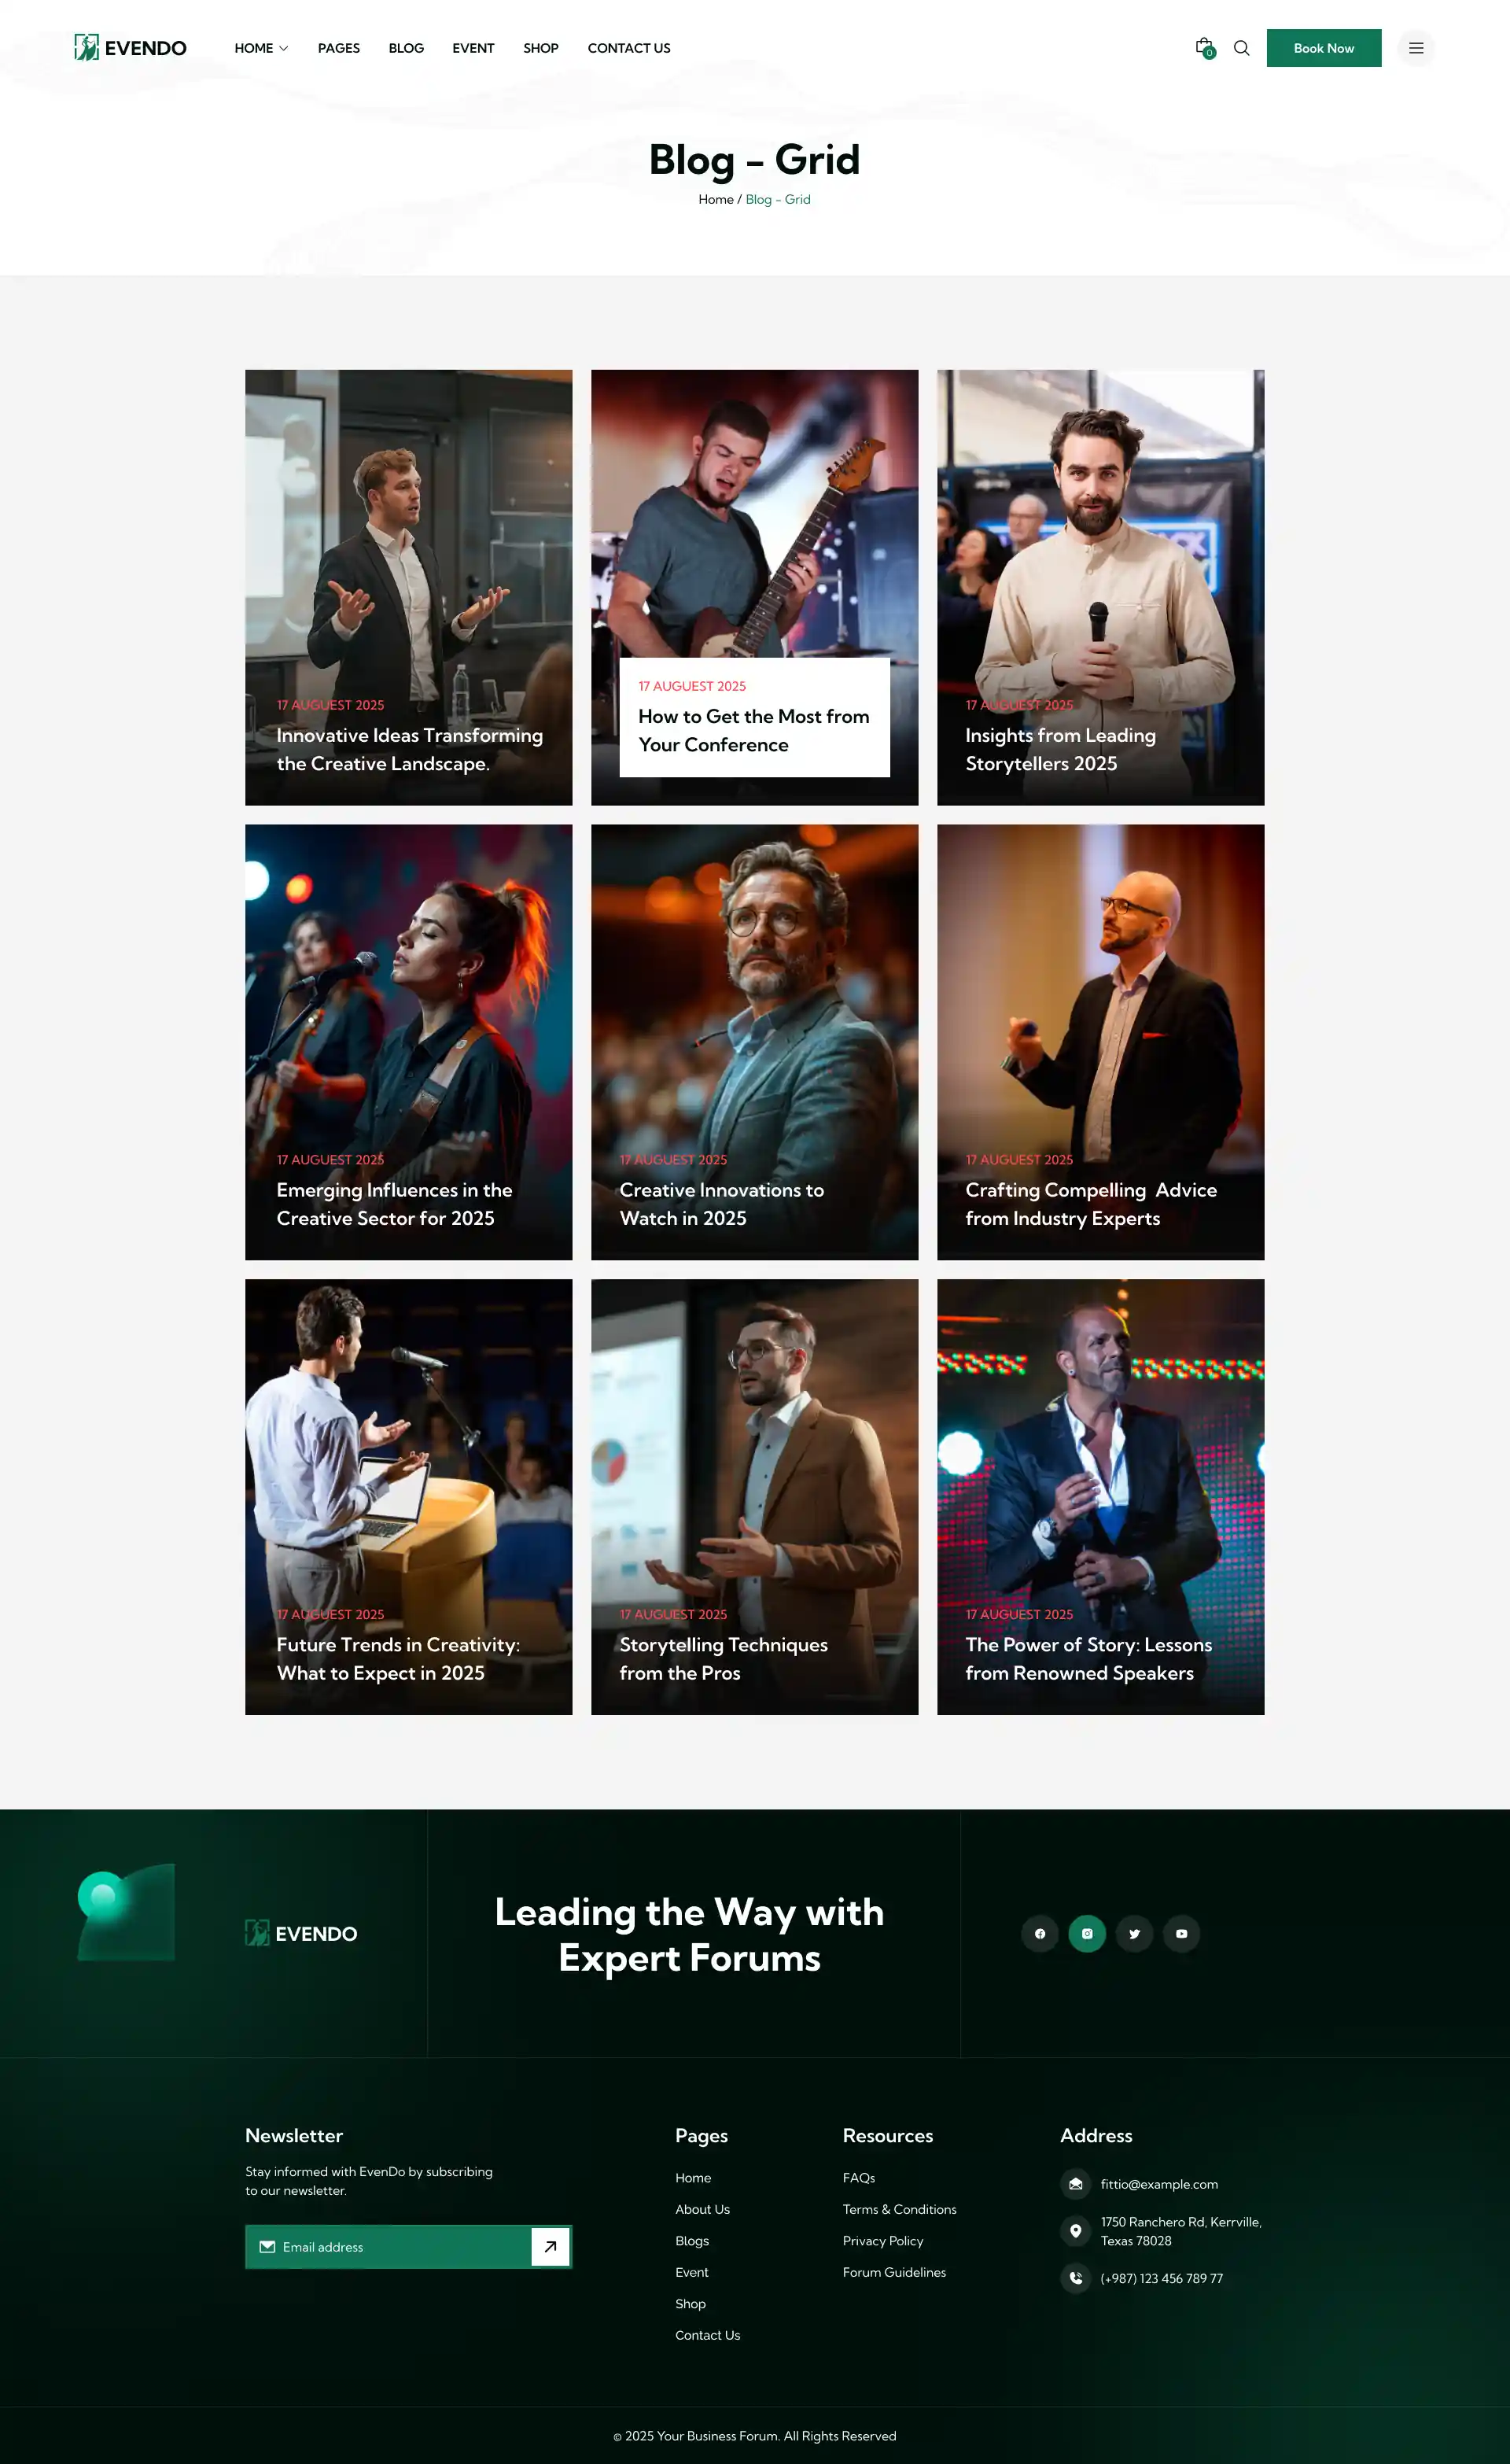 EVENDO
HOME
PAGES
BLOG
EVENT
SHOP
CONTACT US
0
Book Now
Blog - Grid
Home / Blog - Grid
17 AUGUEST 2025
Innovative Ideas Transforming
the Creative Landscape.
17 AUGUEST 2025
How to Get the Most from
Your Conference
17 AUGUEST 2025
Insights from Leading
Storytellers 2025
17 AUGUEST 2025
Emerging Influences in the
Creative Sector for 2025
17 AUGUEST 2025
Creative Innovations to
Watch in 2025
17 AUGUEST 2025
Crafting Compelling Advice
from Industry Experts
17 AUGUEST 2025
Future Trends in Creativity:
What to Expect in 2025
17 AUGUEST 2025
Storytelling Techniques
from the Pros
17 AUGUEST 2025
The Power of Story: Lessons
from Renowned Speakers
EVENDO
Leading the Way with
Expert Forums
Newsletter
Stay informed with EvenDo by subscribing
to our newsletter.
Email address
Pages
Home
About Us
Blogs
Event
Shop
Contact Us
Resources
FAQs
Terms & Conditions
Privacy Policy
Forum Guidelines
Address
fittio@example.com
1750 Ranchero Rd, Kerrville,
Texas 78028
(+987) 123 456 789 77
© 2025 Your Business Forum. All Rights Reserved